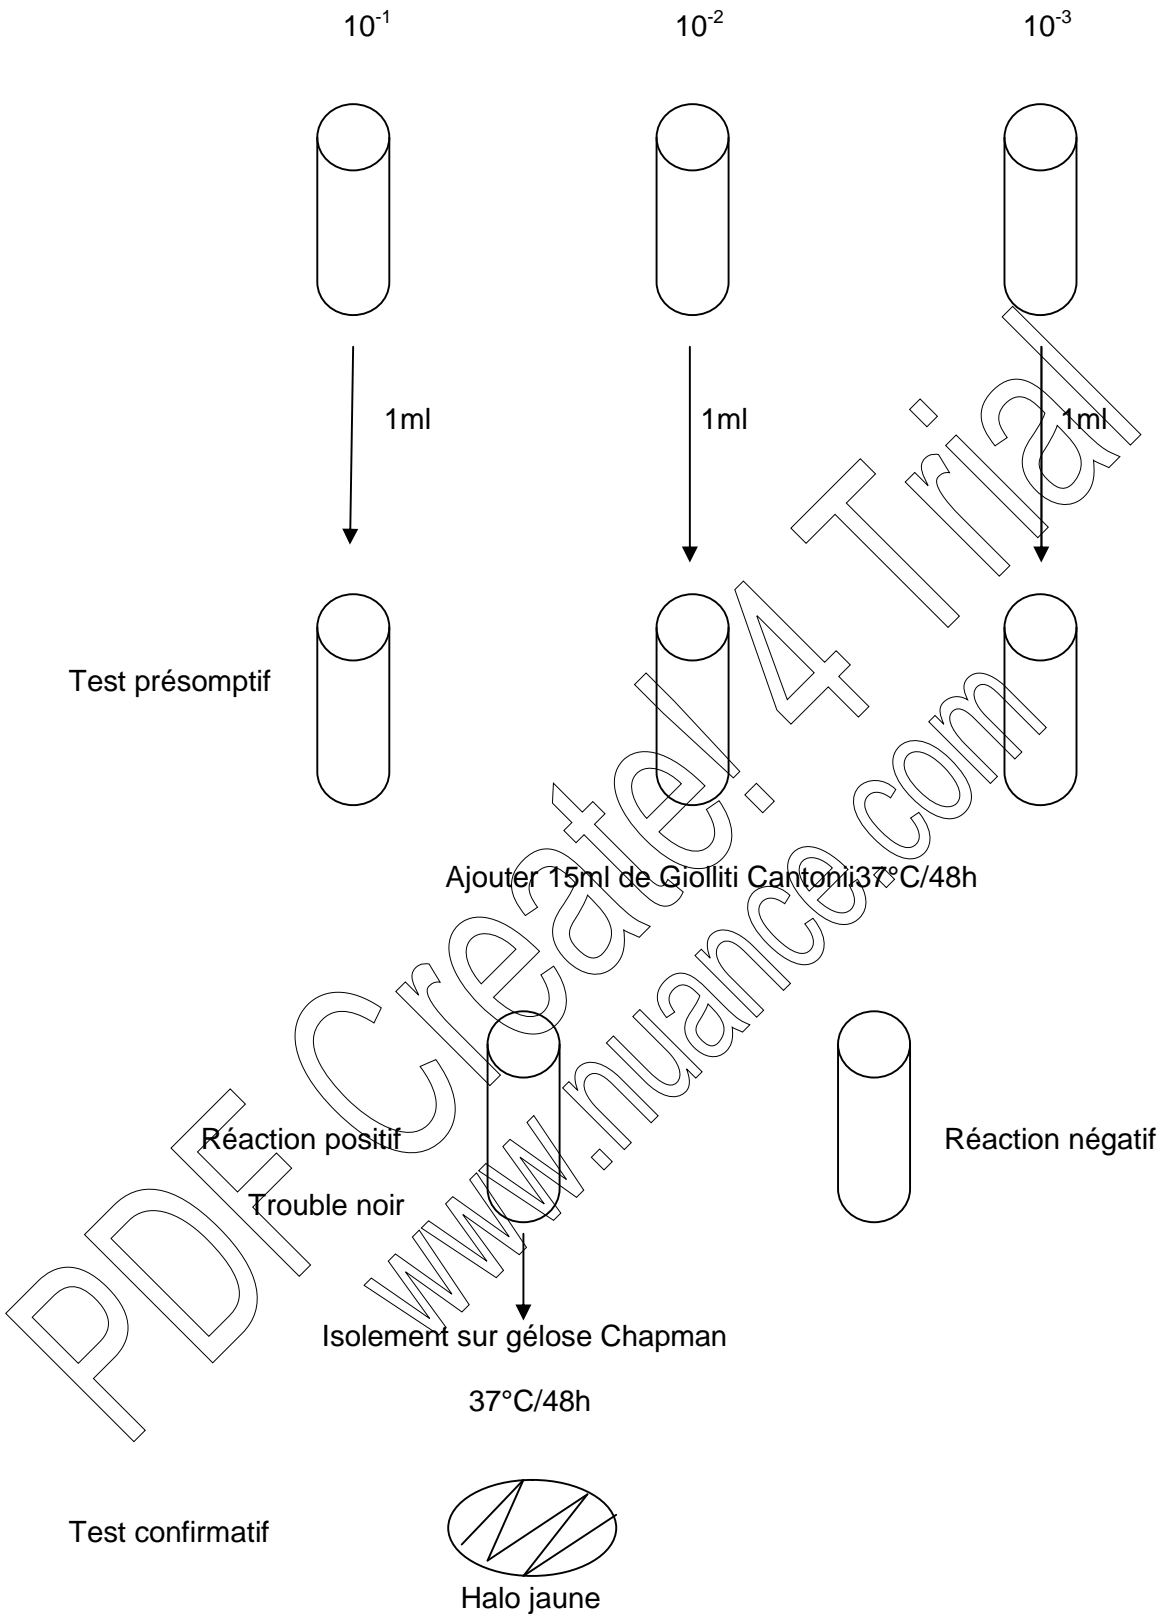 10-1 10-2 10-3
1ml 1ml 1ml
Test présomptif
Ajouter 15ml de Giolliti Cantonii37°C/48h
Réaction positif Réaction négatif
Trouble noir
Isolement sur gélose Chapman
37°C/48h
Test confirmatif
Halo jaune
PDF Create! 4 Trial
www.nuance.com